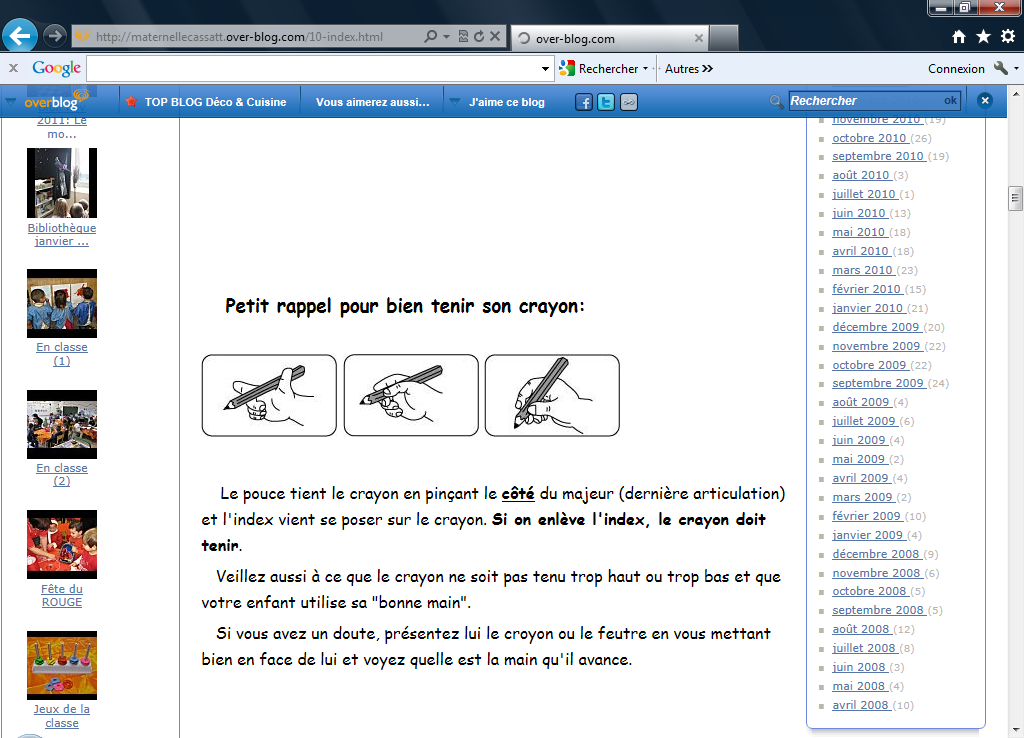 http://maternellecassatt.over-blog.com/10-index.html
over-blog.com
x Google
Rechercher
Autres »
Connexion
overblog
TOP BLOG Déco & Cuisine
Vous aimerez aussi...
J'aime ce blog
Rechercher ok
2011: Le
mo...
Bibliothèque
janvier ...
En classe
(1)
En classe
(2)
Fête du
ROUGE
Jeux de la
classe
Petit rappel pour bien tenir son crayon:
Le pouce tient le crayon en pinçant le côté du majeur (dernière articulation)
et l'index vient se poser sur le crayon. Si on enlève l'index, le crayon doit
tenir.
Veillez aussi à ce que le crayon ne soit pas tenu trop haut ou trop bas et que
votre enfant utilise sa "bonne main".
Si vous avez un doute, présentez lui le croyon ou le feutre en vous mettant
bien en face de lui et voyez quelle est la main qu'il avance.
novembre 2010 (19)
octobre 2010 (26)
septembre 2010 (19)
août 2010 (3)
juillet 2010 (1)
juin 2010 (13)
mai 2010 (18)
avril 2010 (18)
mars 2010 (23)
février 2010 (15)
janvier 2010 (21)
décembre 2009 (20)
novembre 2009 (22)
octobre 2009 (22)
septembre 2009 (24)
août 2009 (4)
juillet 2009 (6)
juin 2009 (4)
mai 2009 (2)
avril 2009 (4)
mars 2009 (2)
février 2009 (10)
janvier 2009 (4)
décembre 2008 (9)
novembre 2008 (6)
octobre 2008 (5)
septembre 2008 (5)
août 2008 (12)
juillet 2008 (8)
juin 2008 (3)
mai 2008 (4)
avril 2008 (10)